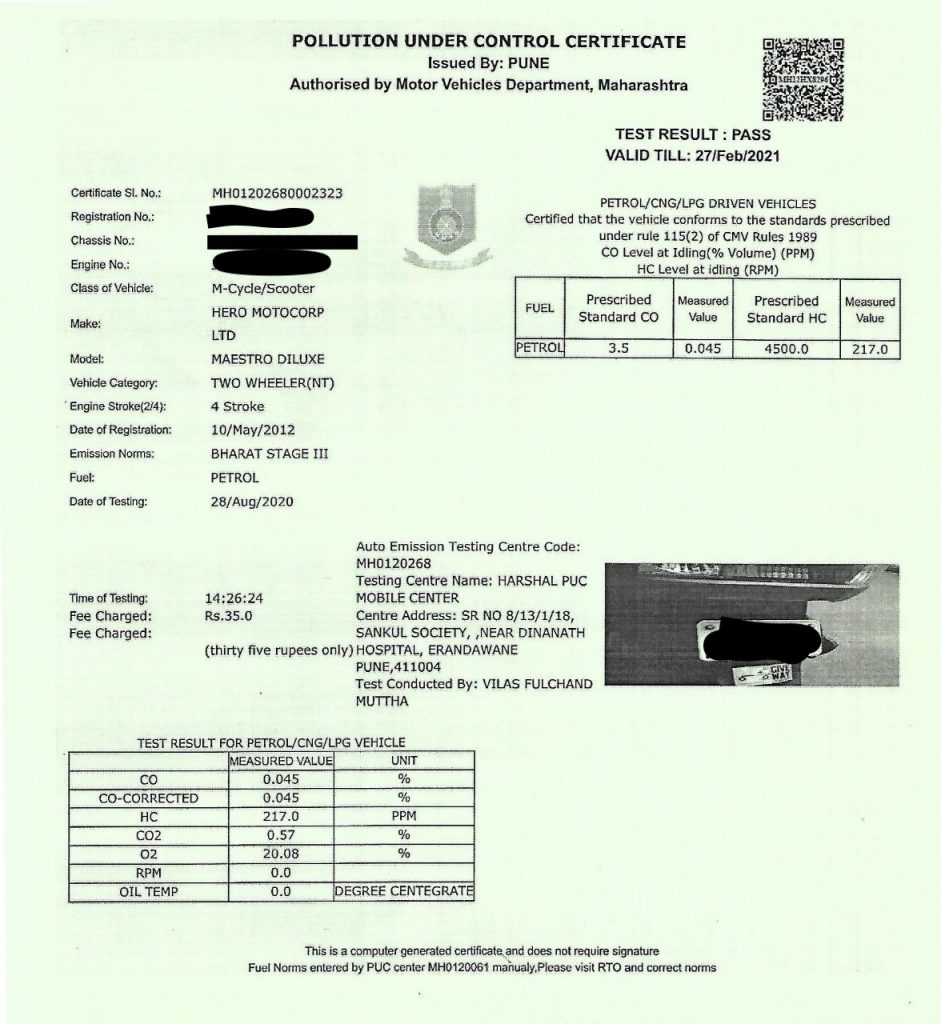 POLLUTION UNDER CONTROL CERTIFICATE
Issued By: PUNE
Authorised by Motor Vehicles Department, Maharashtra
TEST RESULT : PASS
VALID TILL: 27/Feb/2021
Certificate Sl. No.: MH01202680002323
Registration No.:
Chassis No.:
Engine No.:
Class of Vehicle: M-Cycle/Scooter
Make: HERO MOTOCORP
LTD
Model: MAESTRO DILUXE
Vehicle Category: TWO WHEELER(NT)
Engine Stroke(2/4): 4 Stroke
Date of Registration: 10/May/2012
Emission Norms: BHARAT STAGE III
Fuel: PETROL
Date of Testing: 28/Aug/2020
PETROL/CNG/LPG DRIVEN VEHICLES
Certified that the vehicle conforms to the standards prescribed
under rule 115(2) of CMV Rules 1989
CO Level at Idling(% Volume) (PPM)
HC Level at idling (RPM)
FUEL Prescribed Standard CO Measured Value Prescribed Standard HC Measured Value
PETROL 3.5 0.045 4500.0 217.0
Time of Testing: 14:26:24
Fee Charged: Rs.35.0
Fee Charged:
(thirty five rupees only)
Auto Emission Testing Centre Code:
MH0120268
Testing Centre Name: HARSHAL PUC
MOBILE CENTER
Centre Address: SR NO 8/13/1/18,
SANKUL SOCIETY, ,NEAR DINANATH
HOSPITAL, ERANDAWANE
PUNE,411004
Test Conducted By: VILAS FULCHAND
MUTTHA
GIVE
WAY
TEST RESULT FOR PETROL/CNG/LPG VEHICLE
MEASURED VALUE UNIT
CO 0.045 %
CO-CORRECTED 0.045 %
HC 217.0 PPM
CO2 0.57 %
O2 20.08 %
RPM 0.0
OIL TEMP 0.0 DEGREE CENTEGRATE
This is a computer generated certificate and does not require signature
Fuel Norms entered by PUC center MH0120061 manualy,Please visit RTO and correct norms